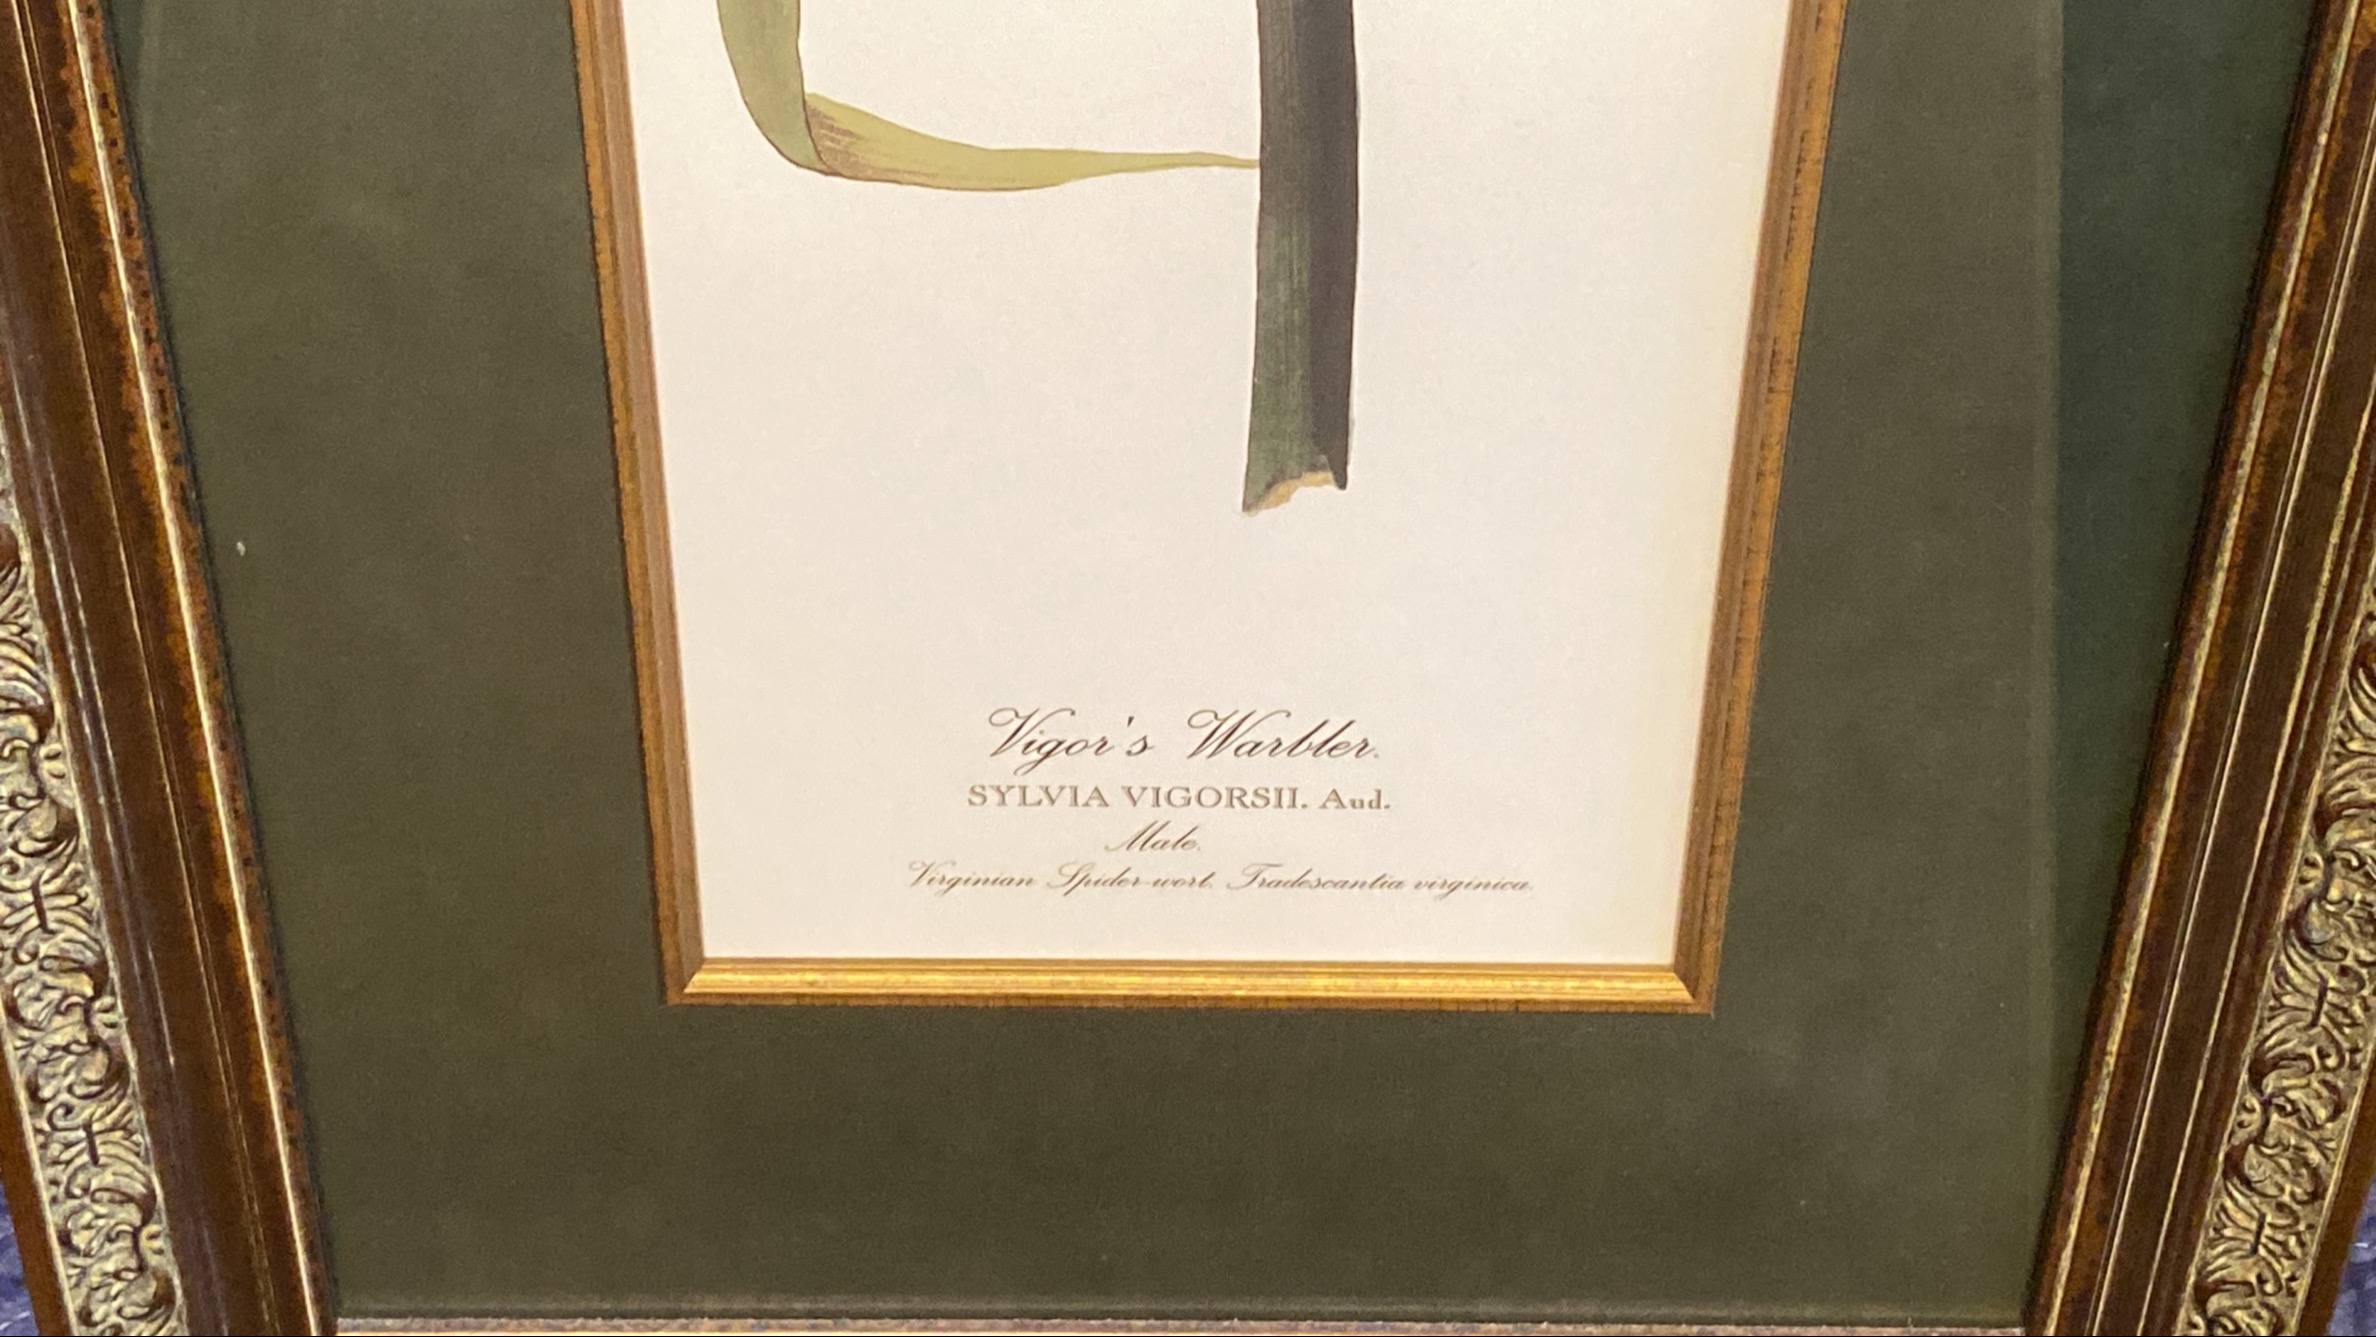 Vigor's Warbler.
SYLVIA VIGORSII. Aud.
Male.
Virginian Spider-wort. Tradescantia virginica.